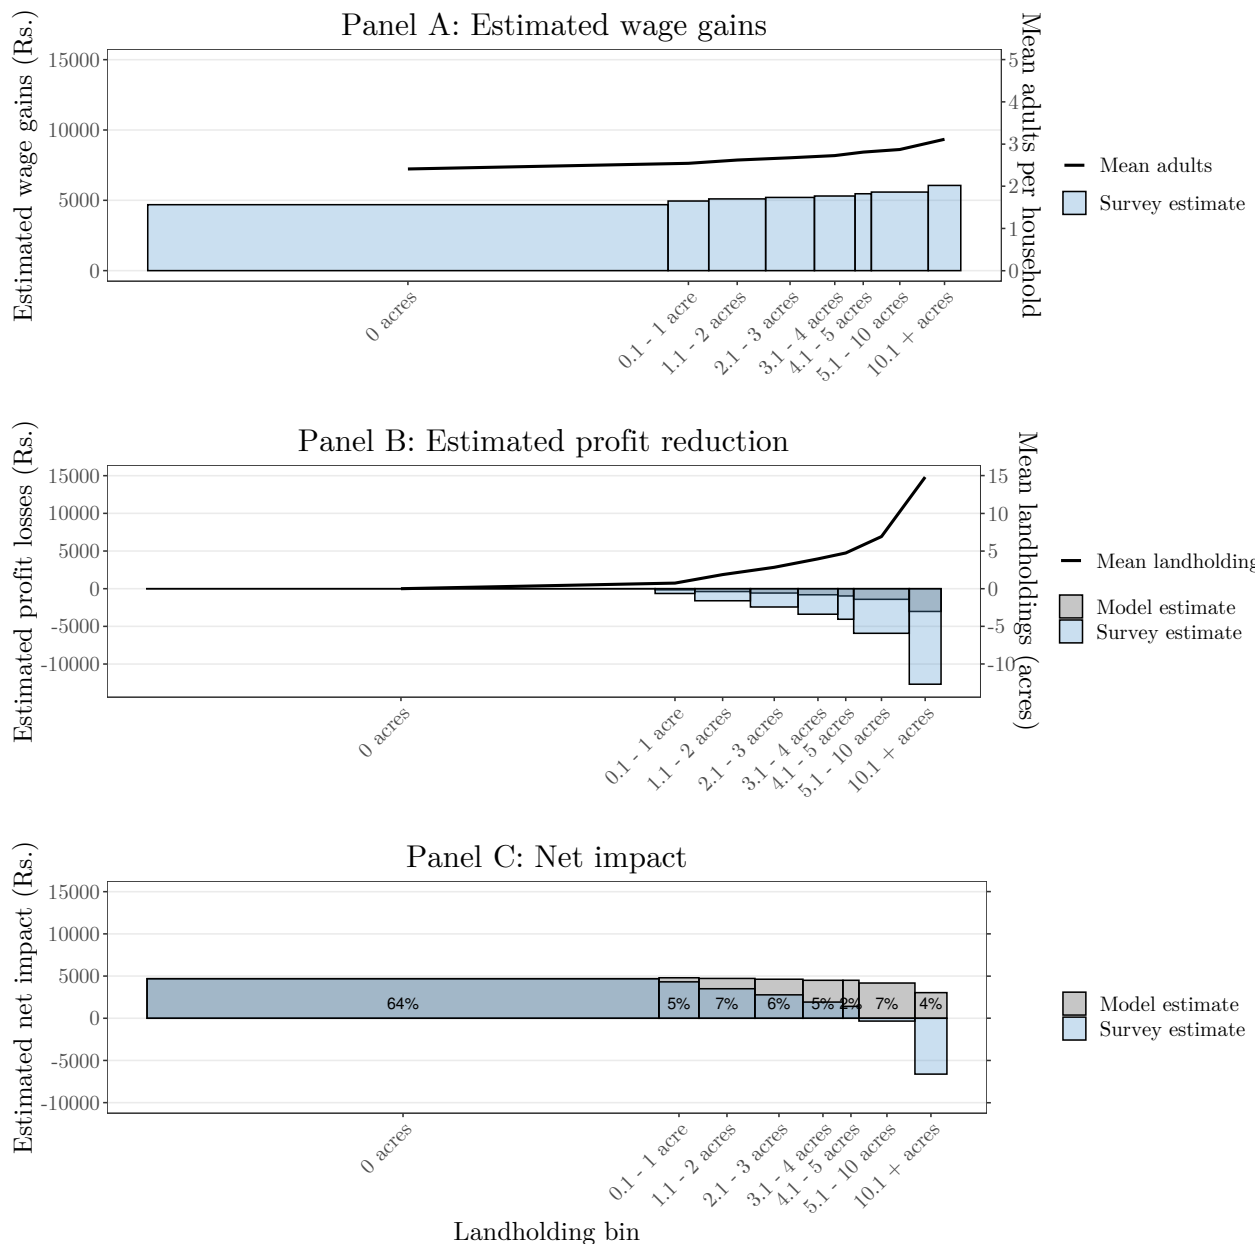 Panel A: Estimated wage gains
Estimated wage gains (Rs.)
15000
10000
5000
0
5
4
3
2
1
0
Mean adults per household
Mean adults
Survey estimate
0 acres
0.1 - 1 acre
1.1 - 2 acres
2.1 - 3 acres
3.1 - 4 acres
4.1 - 5 acres
5.1 - 10 acres
10.1 + acres
Panel B: Estimated profit reduction
Estimated profit losses (Rs.)
15000
10000
5000
0
-5000
-10000
15
10
5
0
-5
-10
Mean landholdings (acres)
Mean landholding
Model estimate
Survey estimate
0 acres
0.1 - 1 acre
1.1 - 2 acres
2.1 - 3 acres
3.1 - 4 acres
4.1 - 5 acres
5.1 - 10 acres
10.1 + acres
Panel C: Net impact
Estimated net impact (Rs.)
15000
10000
5000
0
-5000
-10000
64%
5%
7%
6%
5%
2%
7%
4%
Model estimate
Survey estimate
0 acres
0.1 - 1 acre
1.1 - 2 acres
2.1 - 3 acres
3.1 - 4 acres
4.1 - 5 acres
5.1 - 10 acres
10.1 + acres
Landholding bin